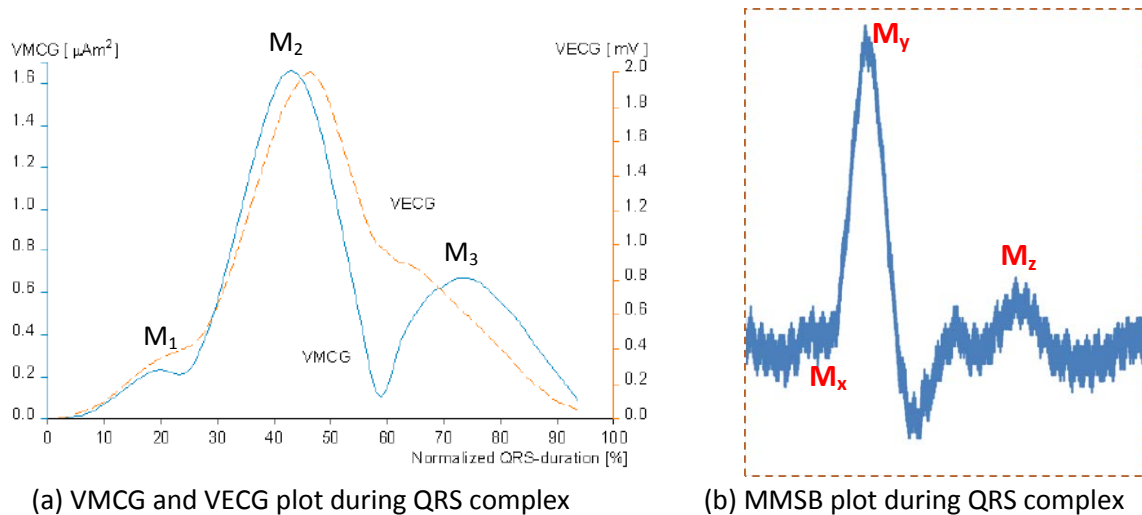 VMCG [ µAm²]
M₂
VECG [ mV]
1.6
1.4
1.2
1.0
0.8
0.6
0.4
0.2
0.0
2.0
1.8
1.6
1.4
1.2
1.0
0.8
0.6
0.4
0.2
0.0
VECG
M₃
M₁
VMCG
0 10 20 30 40 50 60 70 80 90 100
Normalized QRS-duration [%]
(a) VMCG and VECG plot during QRS complex
Mᵧ
M_z
Mₓ
(b) MMSB plot during QRS complex